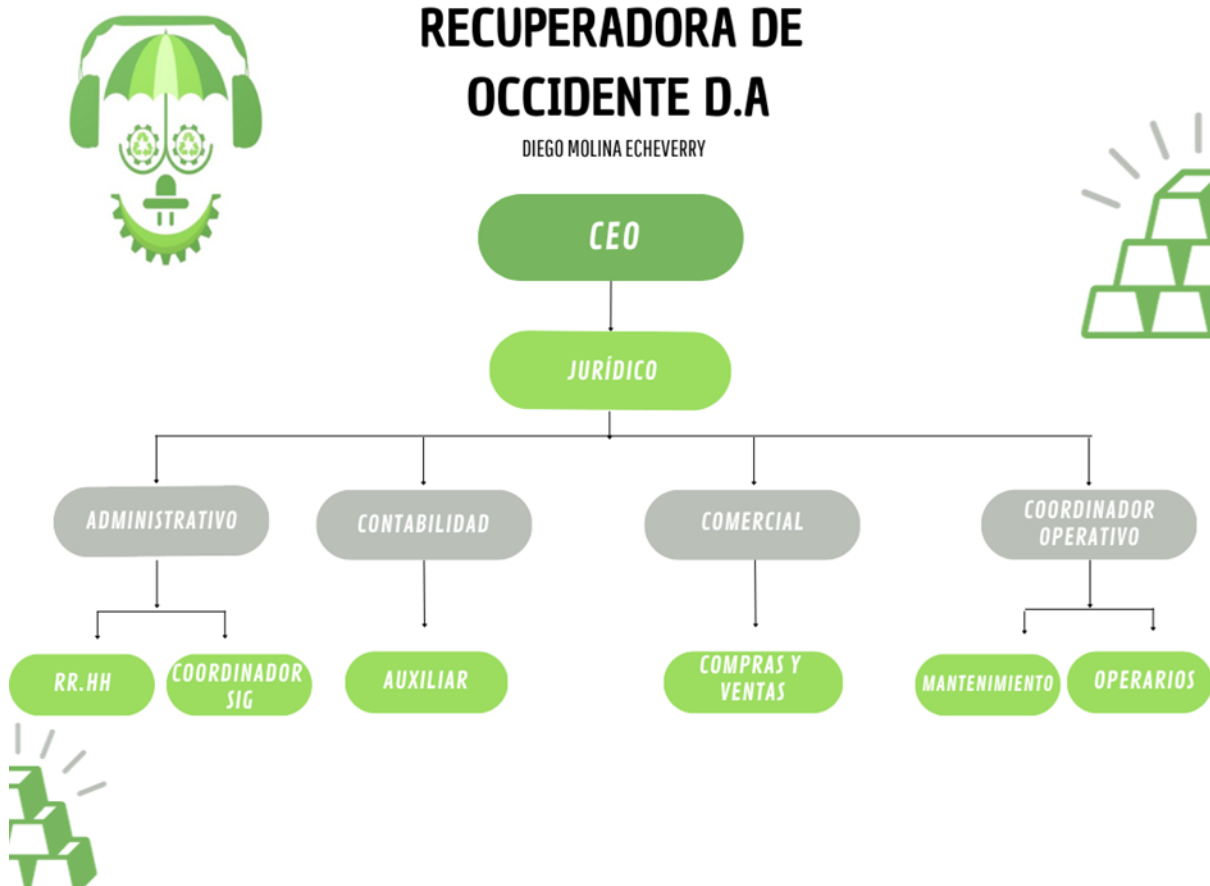 RECUPERADORA DE
OCCIDENTE D.A
DIEGO MOLINA ECHEVERRY
CEO
JURÍDICO
ADMINISTRATIVO
CONTABILIDAD
COMERCIAL
COORDINADOR
OPERATIVO
RR.HH
COORDINADOR
SIG
AUXILIAR
COMPRAS Y
VENTAS
MANTENIMIENTO
OPERARIOS